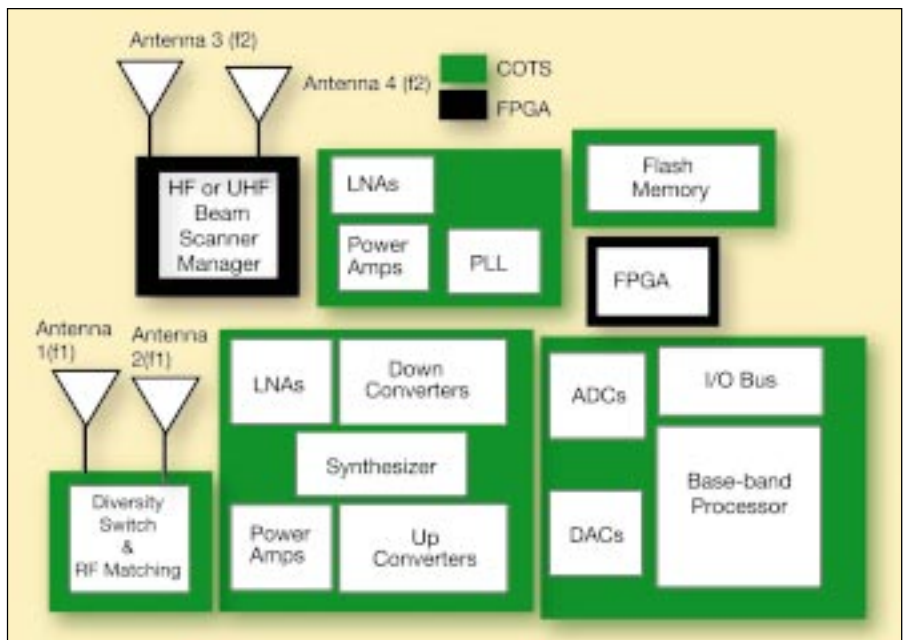 Antenna 3 (f2)
Antenna 4 (f2)
COTS
FPGA
HF or UHF
Beam
Scanner
Manager
LNAs
Power
Amps
PLL
Flash
Memory
FPGA
Antenna
1(f1)
Antenna
2(f1)
Diversity
Switch
&
RF Matching
LNAs
Down
Converters
Synthesizer
Power
Amps
Up
Converters
ADCs
I/O Bus
DACs
Base-band
Processor